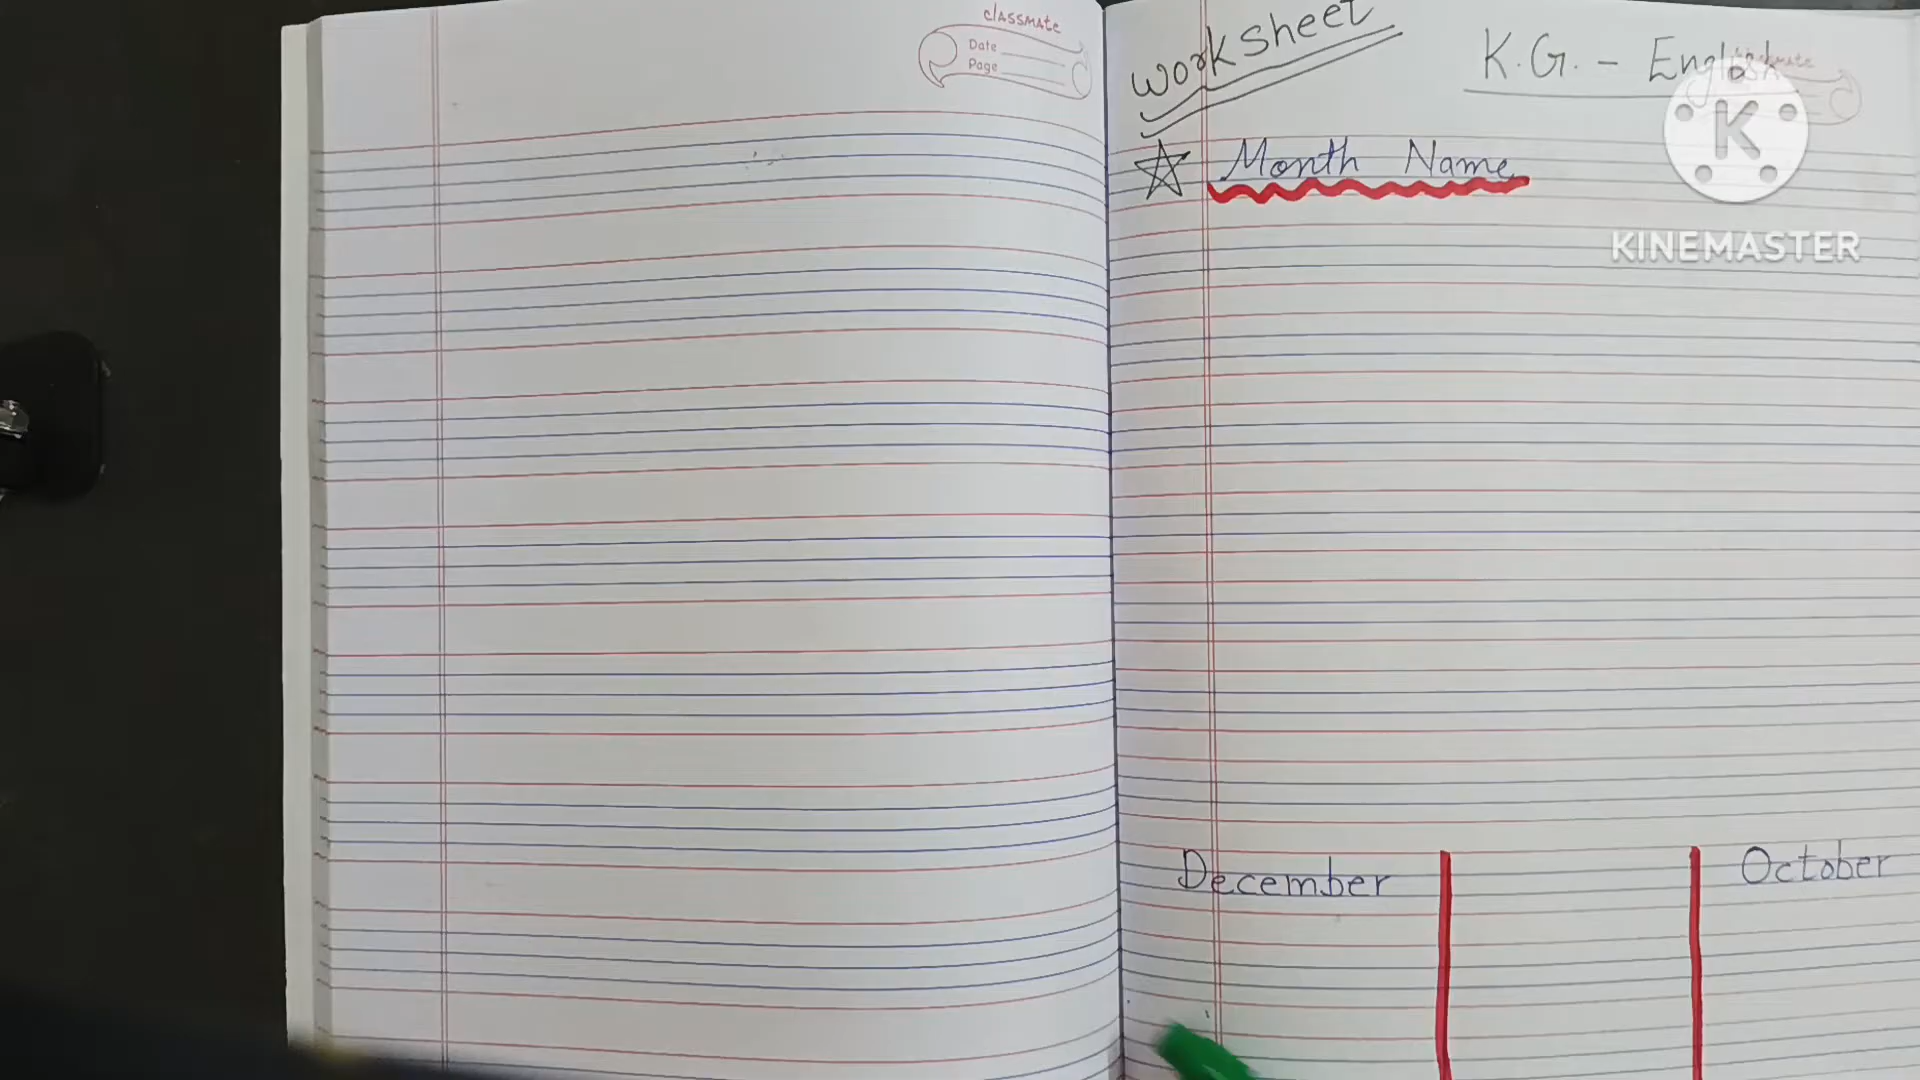 classmate
Date
Page
Worksheet
K.G. - English
Month Name
K
KINEMASTER
December
October